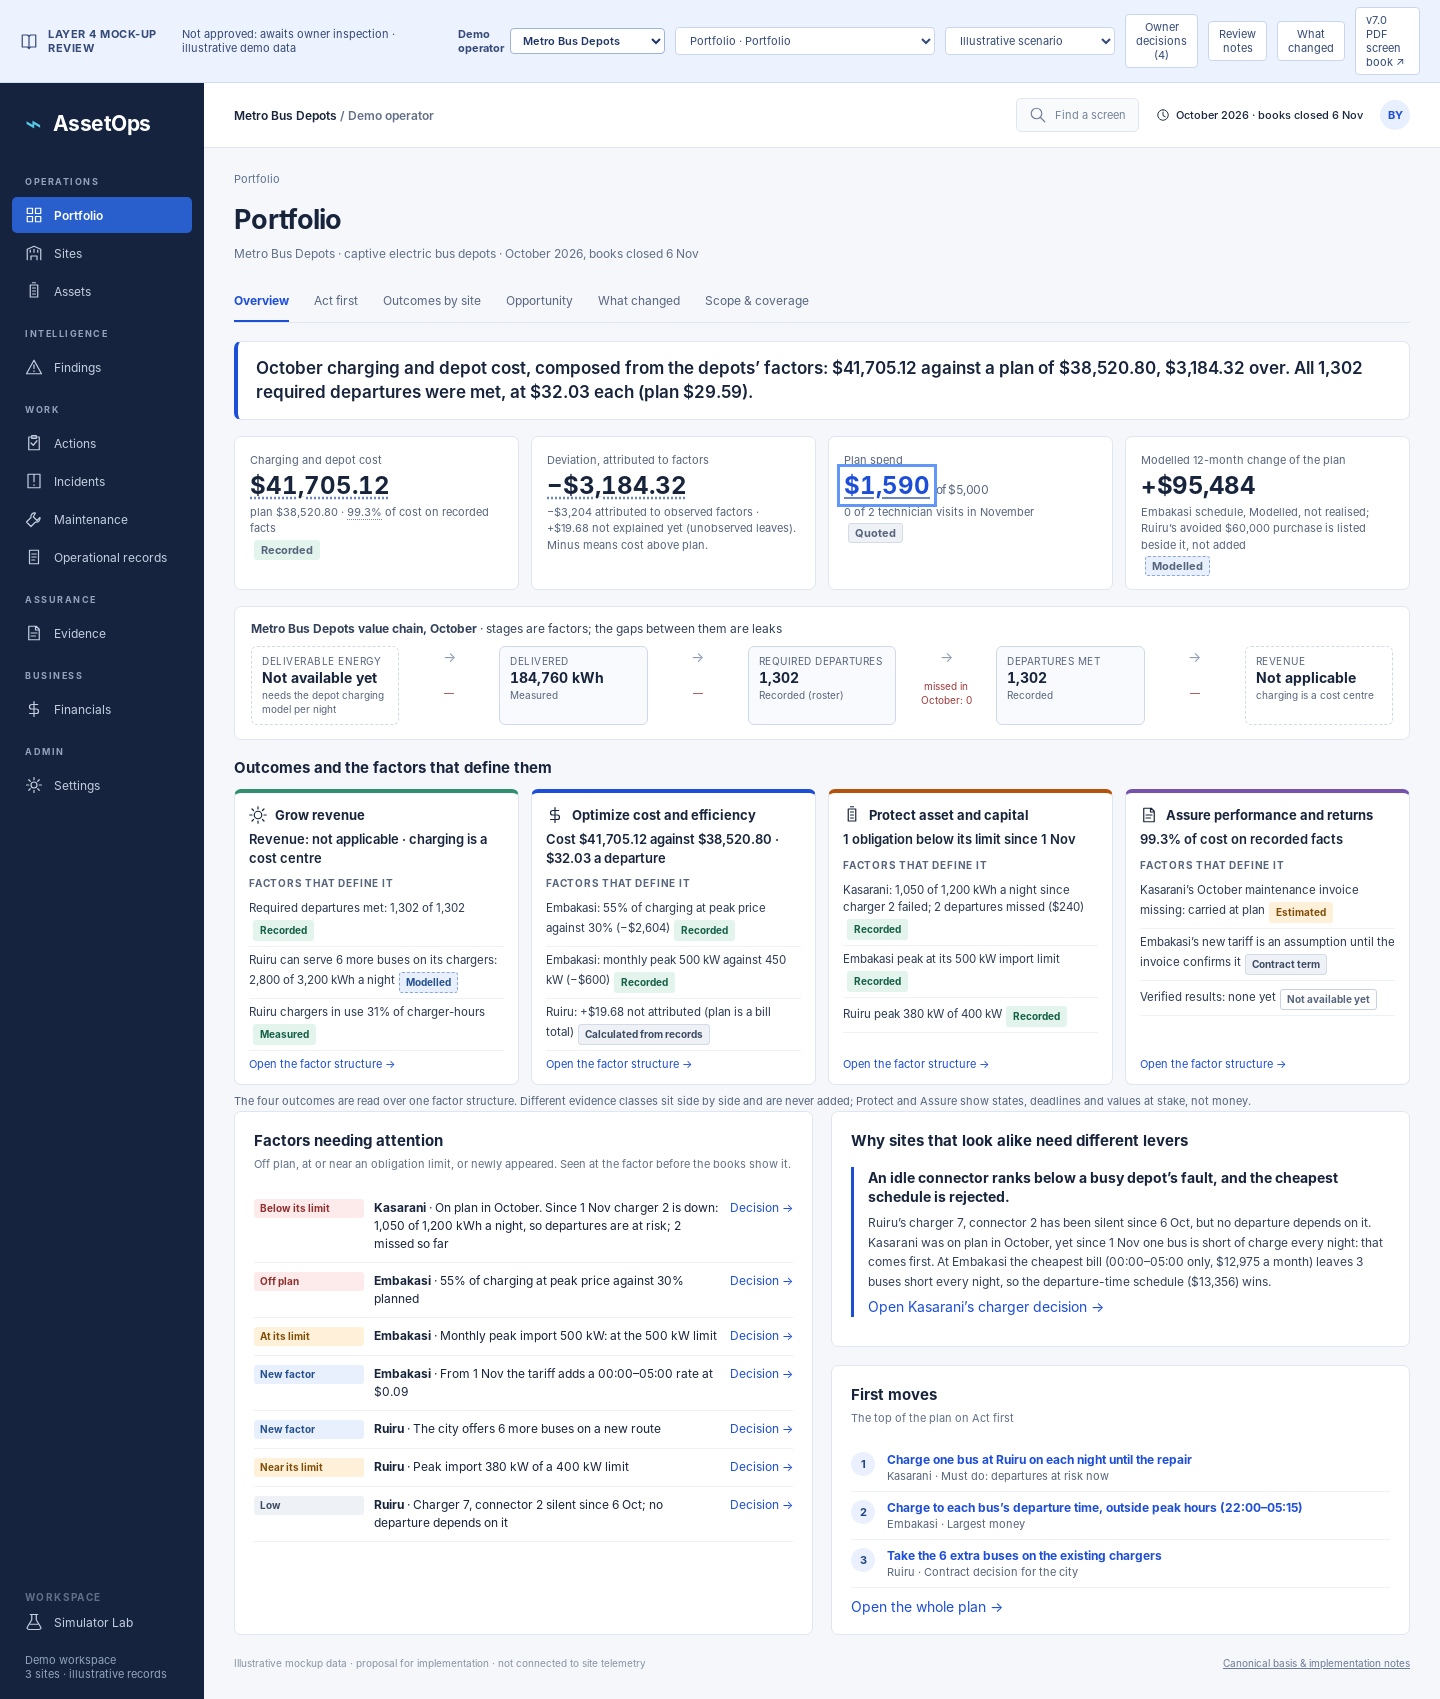 LAYER 4 MOCK-UP
REVIEW
Not approved: awaits owner inspection ·
illustrative demo data
Demo
operator
Metro Bus Depots
Portfolio · Portfolio
Illustrative scenario
Owner
decisions
(4)
Review
notes
What
changed
v7.0
PDF
screen
book ↗
AssetOps
OPERATIONS
Portfolio
Sites
Assets
INTELLIGENCE
Findings
WORK
Actions
Incidents
Maintenance
Operational records
ASSURANCE
Evidence
BUSINESS
Financials
ADMIN
Settings
WORKSPACE
Simulator Lab
Demo workspace
3 sites · illustrative records
Metro Bus Depots / Demo operator
Find a screen
October 2026 · books closed 6 Nov
BY
Portfolio
Portfolio
Metro Bus Depots · captive electric bus depots · October 2026, books closed 6 Nov
Overview
Act first
Outcomes by site
Opportunity
What changed
Scope & coverage
October charging and depot cost, composed from the depots’ factors: $41,705.12 against a plan of $38,520.80, $3,184.32 over. All 1,302
required departures were met, at $32.03 each (plan $29.59).
Charging and depot cost
$41,705.12
plan $38,520.80 · 99.3% of cost on recorded
facts
Recorded
Deviation, attributed to factors
−$3,184.32
−$3,204 attributed to observed factors ·
+$19.68 not explained yet (unobserved leaves).
Minus means cost above plan.
Plan spend
$1,590 of $5,000
0 of 2 technician visits in November
Quoted
Modelled 12-month change of the plan
+$95,484
Embakasi schedule, Modelled, not realised;
Ruiru’s avoided $60,000 purchase is listed
beside it, not added
Modelled
Metro Bus Depots value chain, October · stages are factors; the gaps between them are leaks
DELIVERABLE ENERGY
Not available yet
needs the depot charging
model per night
→
—
DELIVERED
184,760 kWh
Measured
→
—
REQUIRED DEPARTURES
1,302
Recorded (roster)
→
missed in
October: 0
DEPARTURES MET
1,302
Recorded
→
—
REVENUE
Not applicable
charging is a cost centre
Outcomes and the factors that define them
Grow revenue
Revenue: not applicable · charging is a
cost centre
FACTORS THAT DEFINE IT
Required departures met: 1,302 of 1,302
Recorded
Ruiru can serve 6 more buses on its chargers:
2,800 of 3,200 kWh a night Modelled
Ruiru chargers in use 31% of charger-hours
Measured
Open the factor structure →
Optimize cost and efficiency
Cost $41,705.12 against $38,520.80 ·
$32.03 a departure
FACTORS THAT DEFINE IT
Embakasi: 55% of charging at peak price
against 30% (−$2,604) Recorded
Embakasi: monthly peak 500 kW against 450
kW (−$600) Recorded
Ruiru: +$19.68 not attributed (plan is a bill
total) Calculated from records
Open the factor structure →
Protect asset and capital
1 obligation below its limit since 1 Nov
FACTORS THAT DEFINE IT
Kasarani: 1,050 of 1,200 kWh a night since
charger 2 failed; 2 departures missed ($240)
Recorded
Embakasi peak at its 500 kW import limit
Recorded
Ruiru peak 380 kW of 400 kW Recorded
Open the factor structure →
Assure performance and returns
99.3% of cost on recorded facts
FACTORS THAT DEFINE IT
Kasarani’s October maintenance invoice
missing: carried at plan Estimated
Embakasi’s new tariff is an assumption until the
invoice confirms it Contract term
Verified results: none yet Not available yet
Open the factor structure →
The four outcomes are read over one factor structure. Different evidence classes sit side by side and are never added; Protect and Assure show states, deadlines and values at stake, not money.
Factors needing attention
Off plan, at or near an obligation limit, or newly appeared. Seen at the factor before the books show it.
Below its limit
Kasarani · On plan in October. Since 1 Nov charger 2 is down:
1,050 of 1,200 kWh a night, so departures are at risk; 2
missed so far
Decision →
Off plan
Embakasi · 55% of charging at peak price against 30%
planned
Decision →
At its limit
Embakasi · Monthly peak import 500 kW: at the 500 kW limit
Decision →
New factor
Embakasi · From 1 Nov the tariff adds a 00:00–05:00 rate at
$0.09
Decision →
New factor
Ruiru · The city offers 6 more buses on a new route
Decision →
Near its limit
Ruiru · Peak import 380 kW of a 400 kW limit
Decision →
Low
Ruiru · Charger 7, connector 2 silent since 6 Oct; no
departure depends on it
Decision →
Why sites that look alike need different levers
An idle connector ranks below a busy depot’s fault, and the cheapest
schedule is rejected.
Ruiru’s charger 7, connector 2 has been silent since 6 Oct, but no departure depends on it.
Kasarani was on plan in October, yet since 1 Nov one bus is short of charge every night: that
comes first. At Embakasi the cheapest bill (00:00–05:00 only, $12,975 a month) leaves 3
buses short every night, so the departure-time schedule ($13,356) wins.
Open Kasarani’s charger decision →
First moves
The top of the plan on Act first
1
Charge one bus at Ruiru on each night until the repair
Kasarani · Must do: departures at risk now
2
Charge to each bus’s departure time, outside peak hours (22:00–05:15)
Embakasi · Largest money
3
Take the 6 extra buses on the existing chargers
Ruiru · Contract decision for the city
Open the whole plan →
Illustrative mockup data · proposal for implementation · not connected to site telemetry
Canonical basis & implementation notes